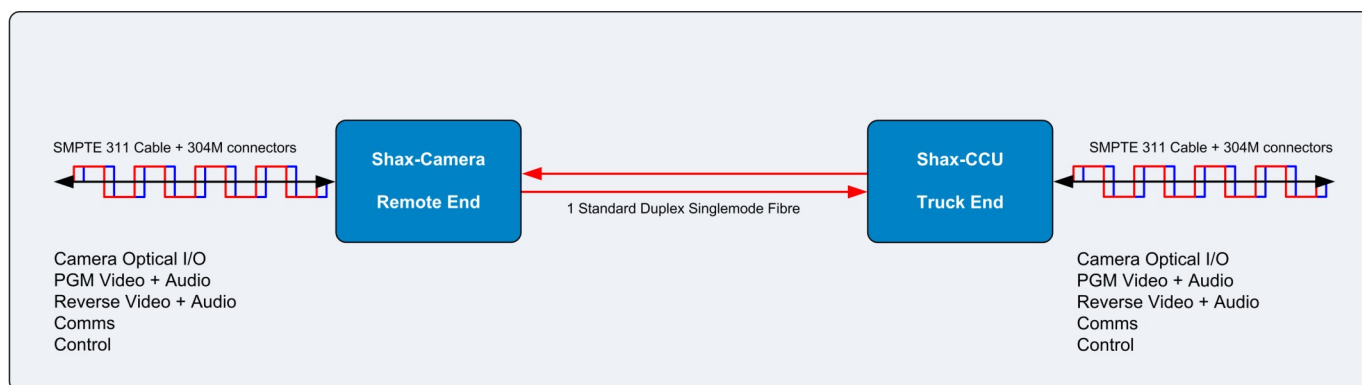 SMPTE 311 Cable + 304M connectors
Shax-Camera
Remote End
1 Standard Duplex Singlemode Fibre
Shax-CCU
Truck End
SMPTE 311 Cable + 304M connectors
Camera Optical I/O
PGM Video + Audio
Reverse Video + Audio
Comms
Control
Camera Optical I/O
PGM Video + Audio
Reverse Video + Audio
Comms
Control